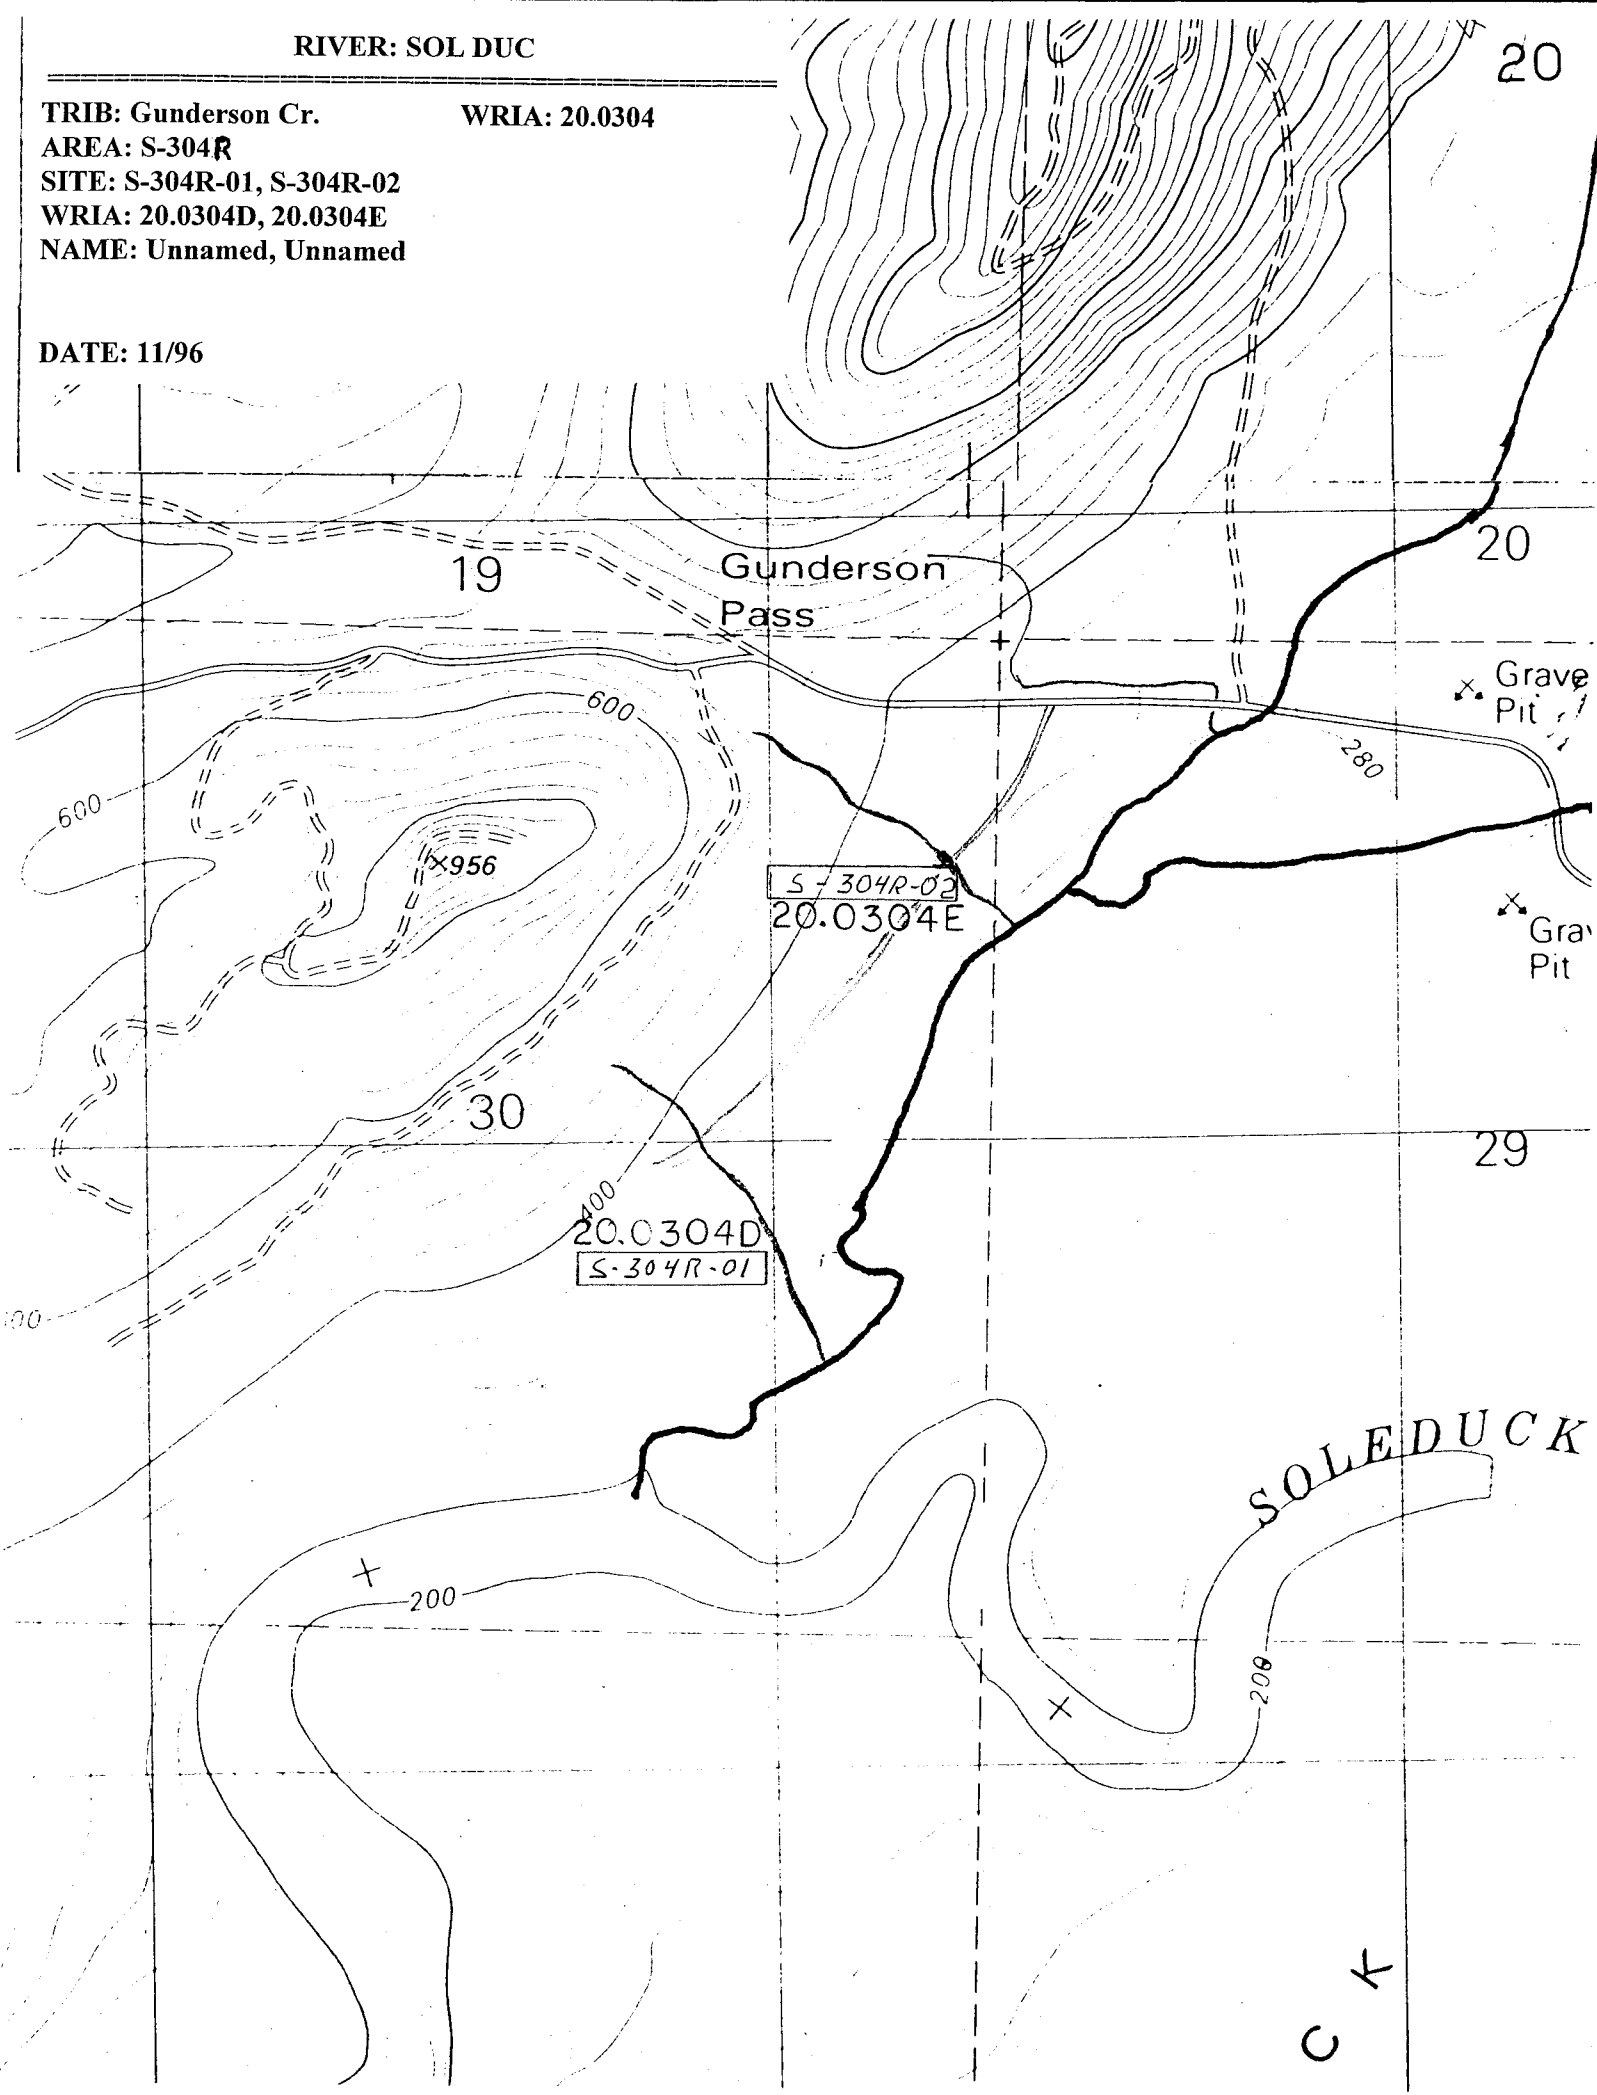 RIVER: SOL DUC
TRIB: Gunderson Cr. WRIA: 20.0304
AREA: S-304R
SITE: S-304R-01, S-304R-02
WRIA: 20.0304D, 20.0304E
NAME: Unnamed, Unnamed
DATE: 11/96
20
19
Gunderson
Pass
20
Grave
Pit
600
280
600
×956
S-304R-02
20.0304E
Grav
Pit
30
29
400
20.0304D
S-304R-01
00
SOLEDUCK
200
200
C K